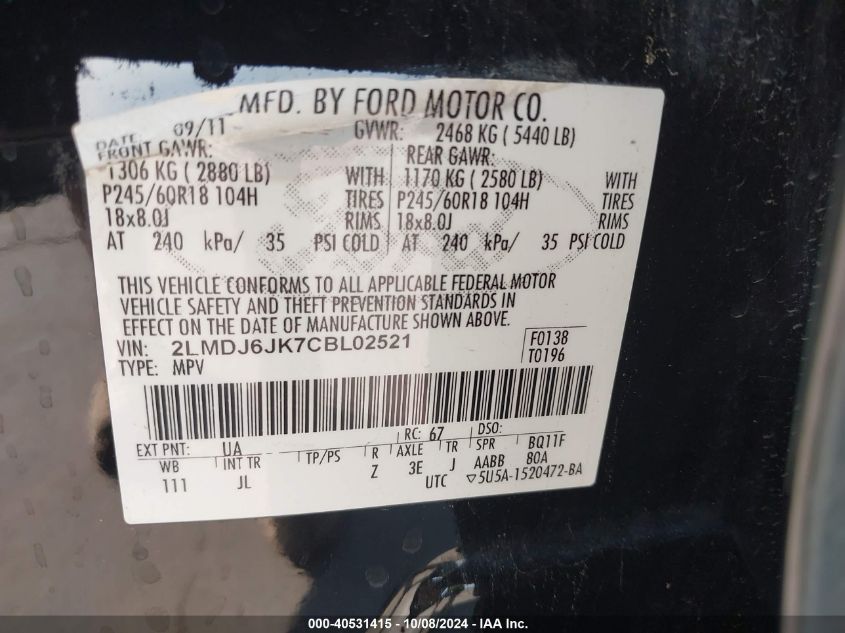 MFD. BY FORD MOTOR CO.
DATE: 09/11 GVWR: 2468 KG ( 5440 LB)
FRONT GAWR: REAR GAWR:
1306 KG ( 2880 LB) WITH 1170 KG ( 2580 LB) WITH
P245/60R18 104H TIRES P245/60R18 104H TIRES
18x8.0J RIMS 18x8.0J RIMS
AT 240 kPa/ 35 PSI COLD AT 240 kPa/ 35 PSI COLD
THIS VEHICLE CONFORMS TO ALL APPLICABLE FEDERAL MOTOR
VEHICLE SAFETY AND THEFT PREVENTION STANDARDS IN
EFFECT ON THE DATE OF MANUFACTURE SHOWN ABOVE.
VIN: 2LMDJ6JK7CBL02521 F0138
TYPE: MPV T0196
EXT PNT: UA RC: 67 DSO:
WB INT TR TP/PS R AXLE TR SPR BQ11F
111 JL Z 3E J AABB 80A
UTC ▽5U5A-1520472-BA
000-40531415 - 10/08/2024 - IAA Inc.